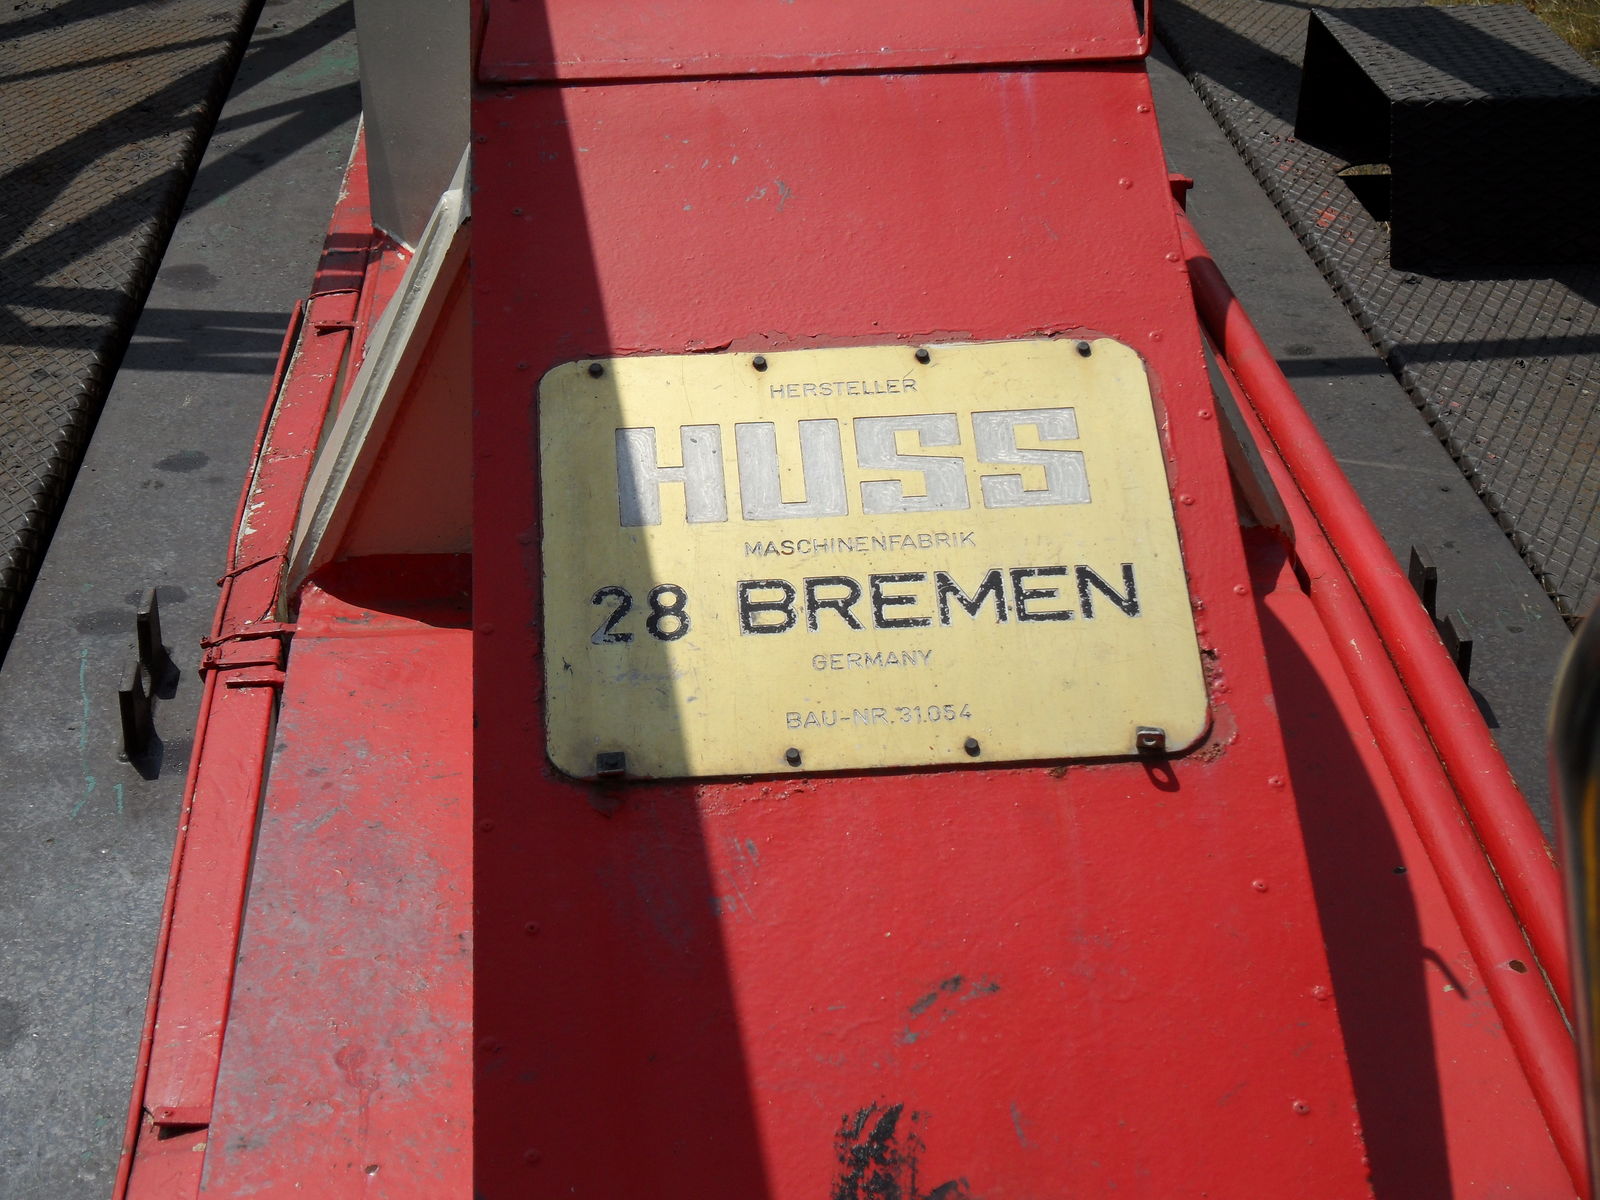 HERSTELLER
HUSS
MASCHINENFABRIK
28 BREMEN
GERMANY
BAU-NR. 31.054